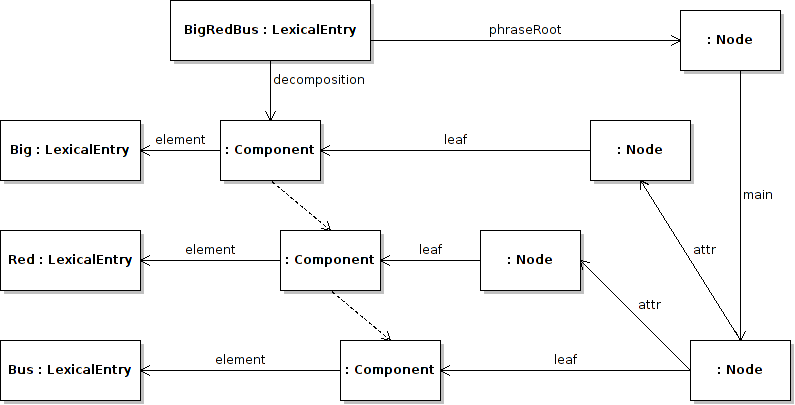 BigRedBus : LexicalEntry
phraseRoot
: Node
decomposition
Big : LexicalEntry
element
: Component
leaf
: Node
main
attr
Red : LexicalEntry
element
: Component
leaf
: Node
attr
Bus : LexicalEntry
element
: Component
leaf
: Node